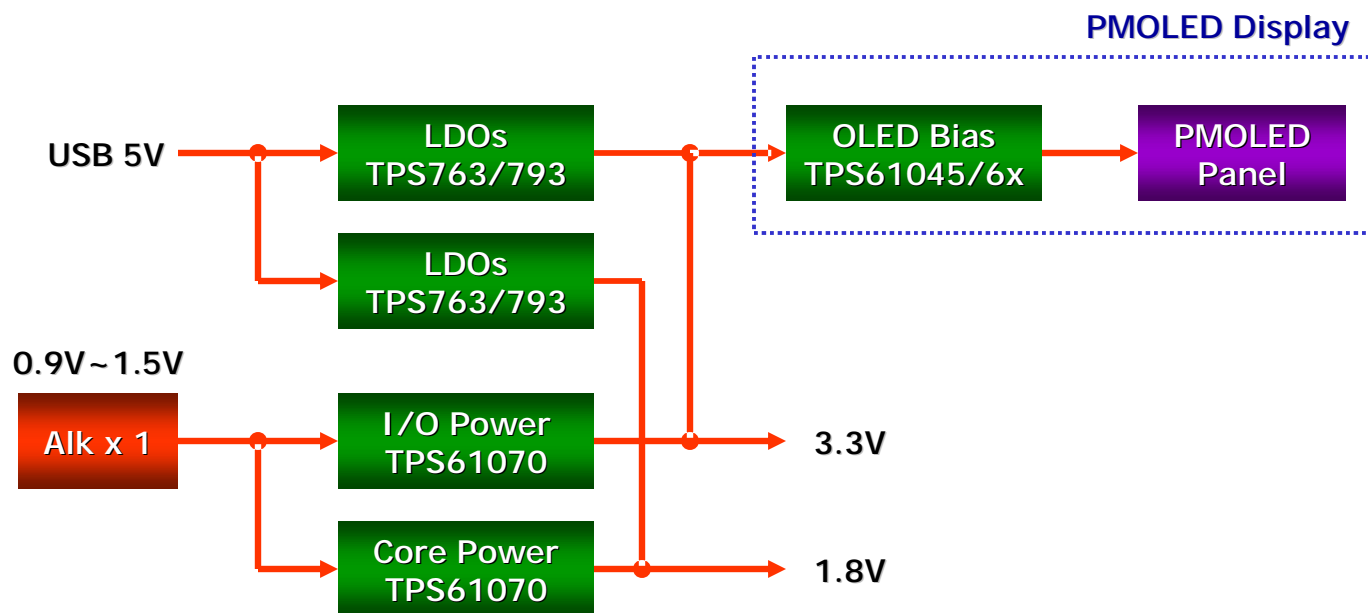 PMOLED Display
USB 5V
LDOs
TPS763/793
OLED Bias
TPS61045/6x
PMOLED
Panel
LDOs
TPS763/793
0.9V~1.5V
Alk x 1
I/O Power
TPS61070
3.3V
Core Power
TPS61070
1.8V